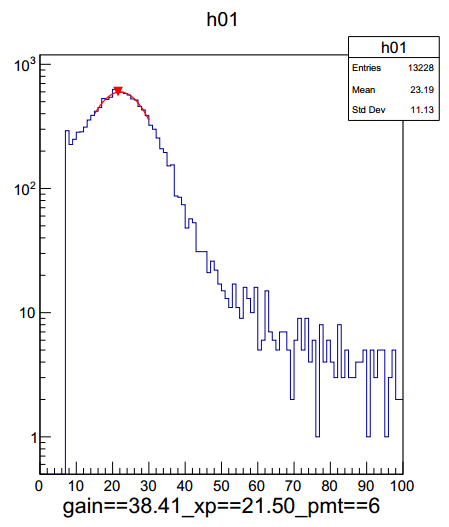 h01
h01
Entries 13228
Mean 23.19
Std Dev 11.13
10³
10²
10
1
0 10 20 30 40 50 60 70 80 90 100
gain==38.41_xp==21.50_pmt==6